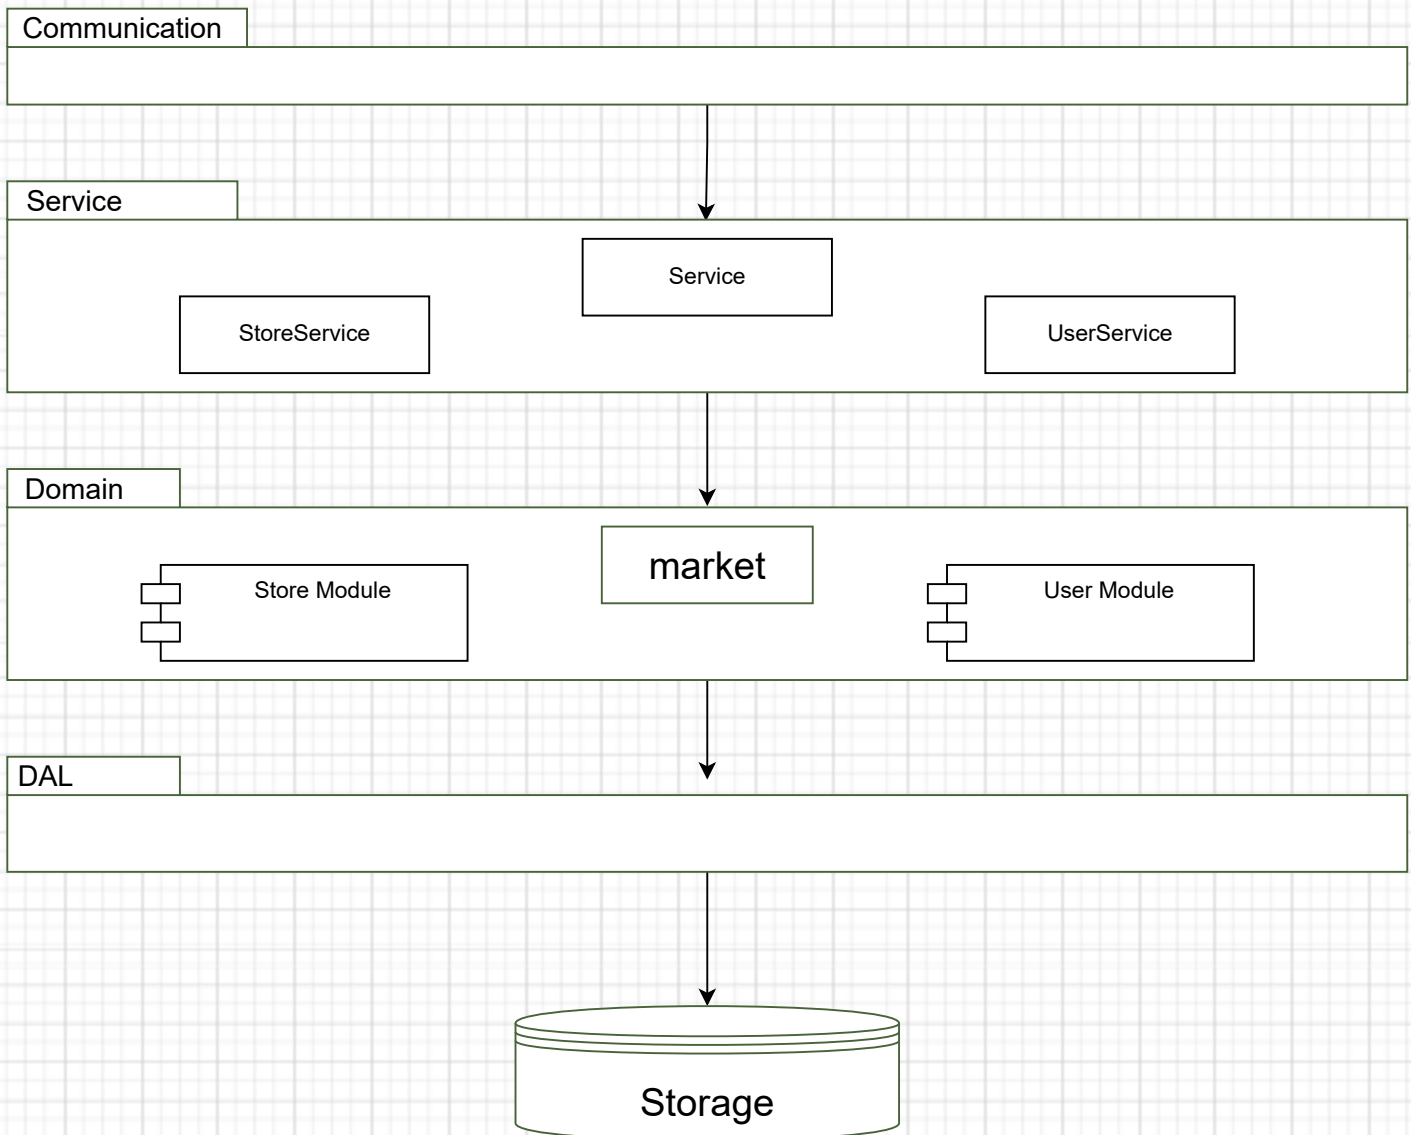 Communication
Service
Service
StoreService
UserService
Domain
market
Store Module
User Module
DAL
Storage